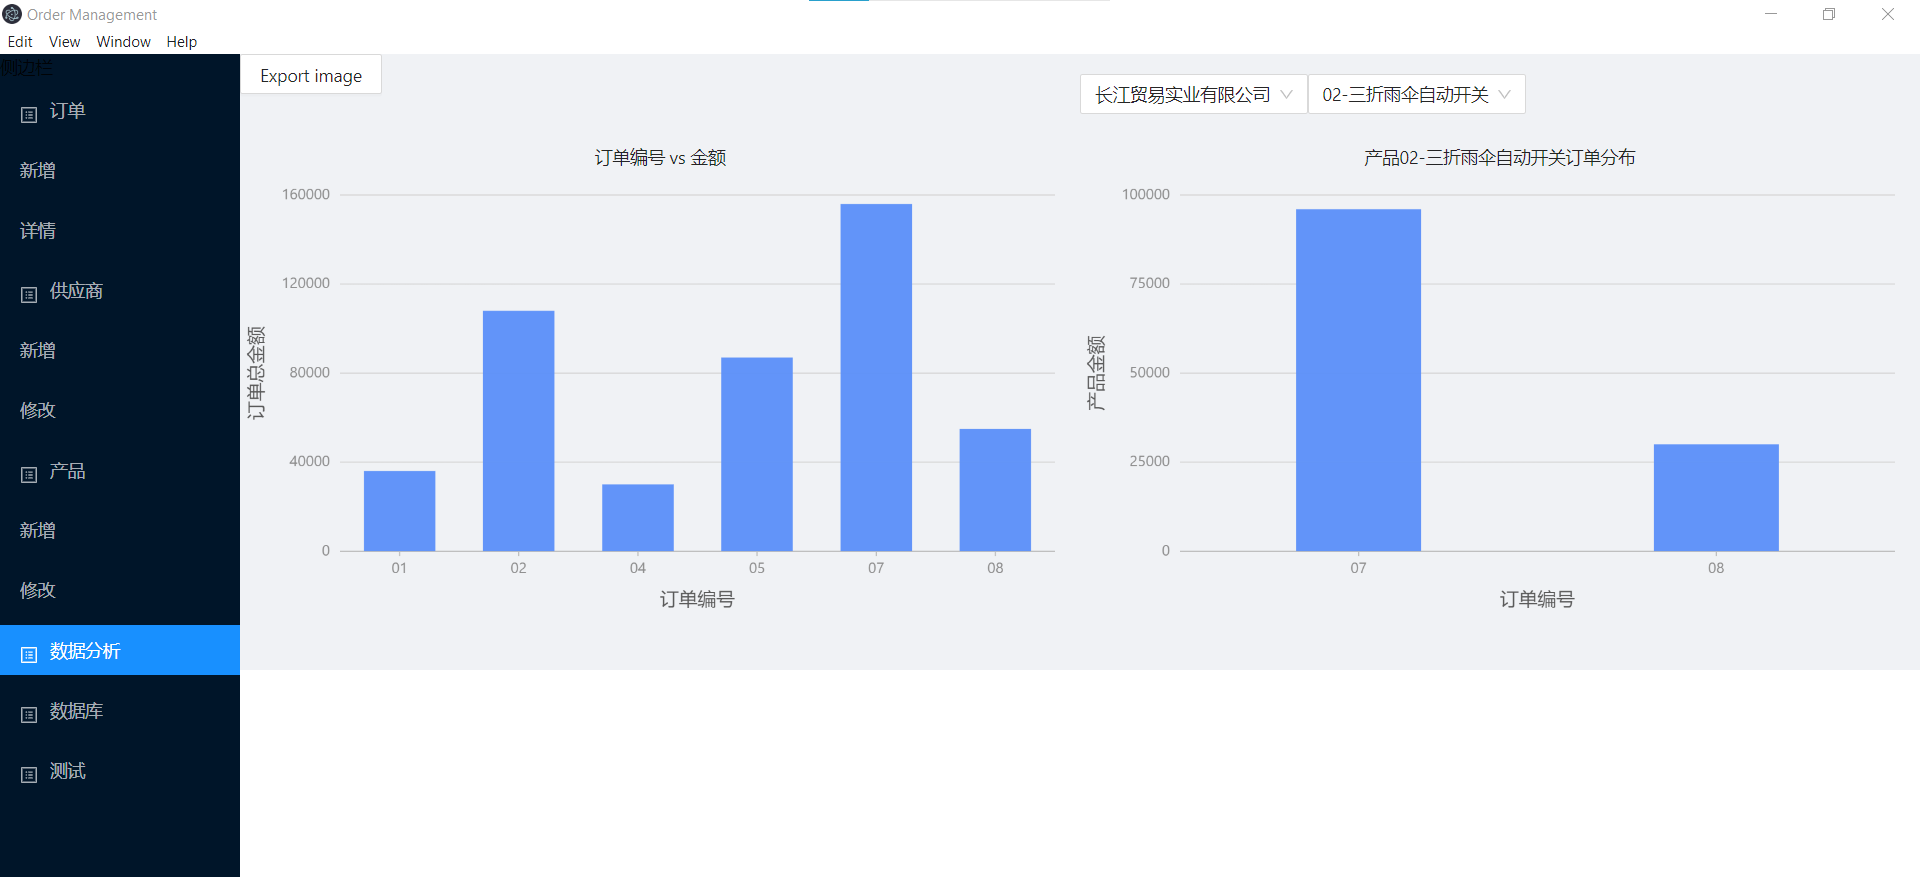 Order Management
Edit View Window Help
侧边栏
订单
新增
详情
供应商
新增
修改
产品
新增
修改
数据分析
数据库
测试
Export image
长江贸易实业有限公司
02-三折雨伞自动开关
订单编号 vs 金额
160000
120000
80000
40000
0
订单总金额
01 02 04 05 07 08
订单编号
产品02-三折雨伞自动开关订单分布
100000
75000
50000
25000
0
产品金额
07 08
订单编号